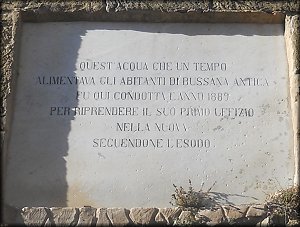 QUEST ACQUA CHE UN TEMPO
ALIMENTAVA GLI ABITANTI DI BUSSANA ANTICA
FU QUI CONDOTTA L'ANNO 1889
PER RIPRENDERE IL SUO PRIMO UFFIZIO
NELLA NUOVA
SEGUENDONE L'ESODO.